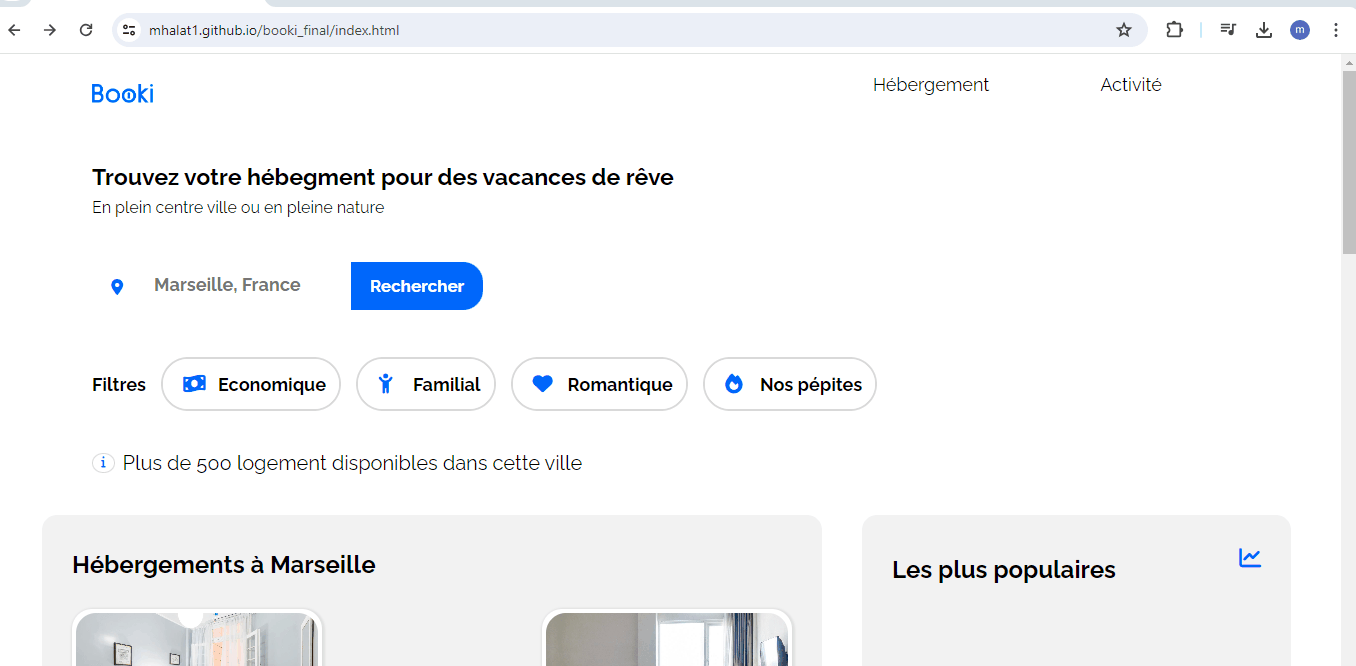 mhalat1.github.io/booki_final/index.html
m
Booki
Hébergement
Activité
Trouvez votre hébegment pour des vacances de rêve
En plein centre ville ou en pleine nature
Marseille, France
Rechercher
Filtres
Economique
Familial
Romantique
Nos pépites
i Plus de 500 logement disponibles dans cette ville
Hébergements à Marseille
Les plus populaires